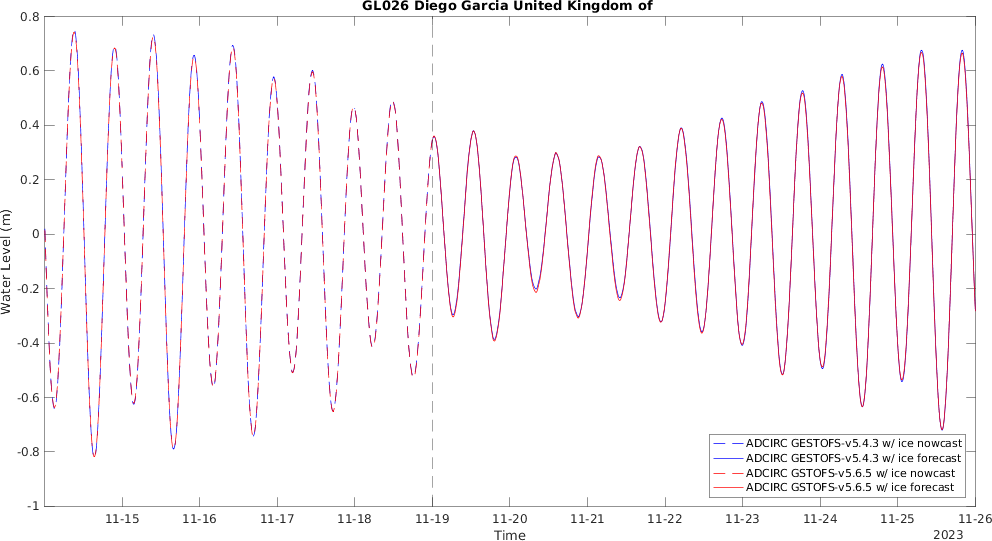 GL026 Diego Garcia United Kingdom of
0.8
0.6
0.4
0.2
0
-0.2
-0.4
-0.6
-0.8
-1
Water Level (m)
ADCIRC GESTOFS-v5.4.3 w/ ice nowcast
ADCIRC GESTOFS-v5.4.3 w/ ice forecast
ADCIRC GSTOFS-v5.6.5 w/ ice nowcast
ADCIRC GSTOFS-v5.6.5 w/ ice forecast
11-15 11-16 11-17 11-18 11-19 11-20 11-21 11-22 11-23 11-24 11-25 11-26
Time
2023